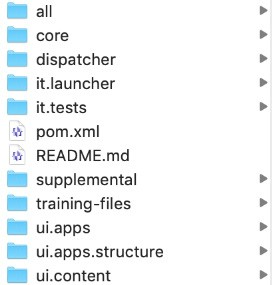 all
core
dispatcher
it.launcher
it.tests
pom.xml
README.md
supplemental
training-files
ui.apps
ui.apps.structure
ui.content